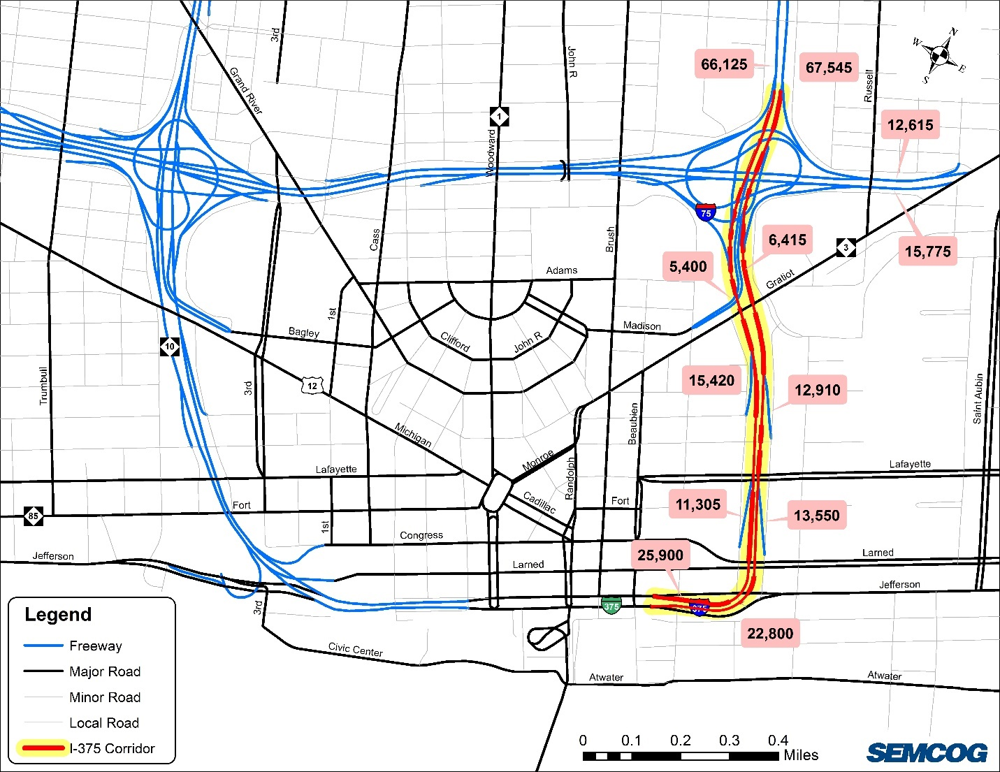 3rd
Grand River
1
Woodward
John R
66,125
67,545
Russell
N
W
E
S
12,615
75
Cass
Brush
6,415
3
15,775
5,400
Adams
Gratiot
1st
Bagley
Clifford
John R
Madison
10
Trumbull
3rd
12
15,420
12,910
Saint Aubin
Michigan
Beaubien
Monroe
Lafayette
Lafayette
Randolph
Cadillac
Fort
Fort
11,305
13,550
85
1st
Congress
25,900
Jefferson
Larned
Larned
Jefferson
3rd
375
375
22,800
Civic Center
Atwater
Atwater
Legend
Freeway
Major Road
Minor Road
Local Road
I-375 Corridor
0 0.1 0.2 0.3 0.4
Miles
SEMCOG